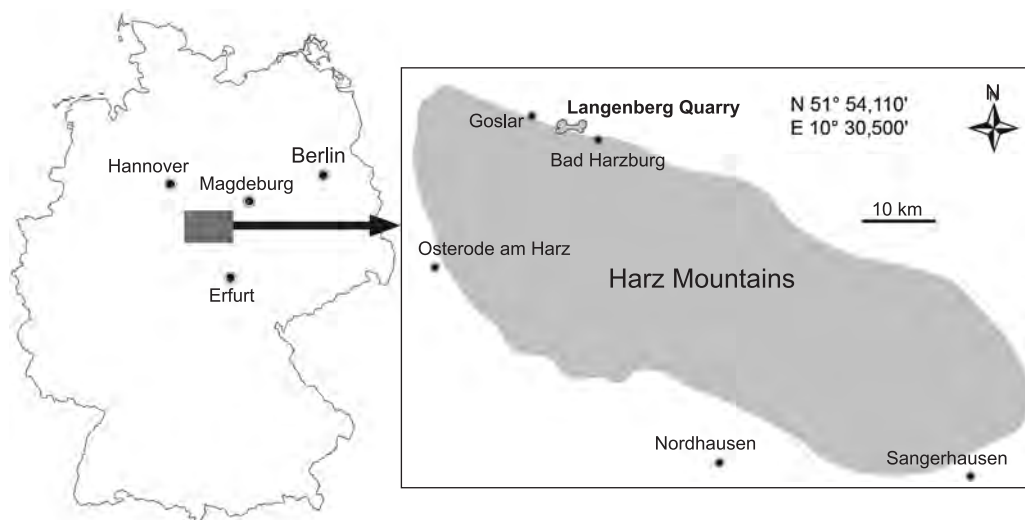 Hannover
Berlin
Magdeburg
Erfurt
Langenberg Quarry
Goslar
Bad Harzburg
N 51° 54,110'
E 10° 30,500'
N
10 km
Osterode am Harz
Harz Mountains
Nordhausen
Sangerhausen